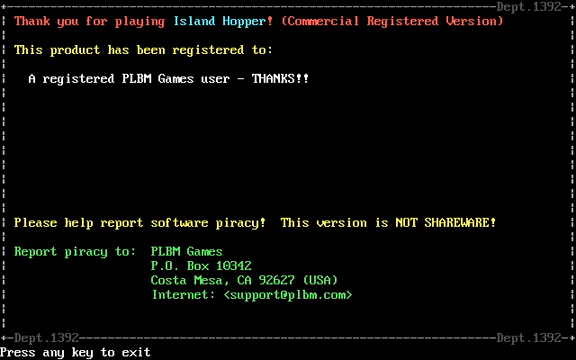 Dept.1392
Thank you for playing Island Hopper! (Commercial Registered Version)
This product has been registered to:
A registered PLBM Games user - THANKS!!
Please help report software piracy!  This version is NOT SHAREWARE!
Report piracy to:  PLBM Games
P.O. Box 10342
Costa Mesa, CA 92627 (USA)
Internet: <support@plbm.com>
Dept.1392
Dept.1392
Press any key to exit